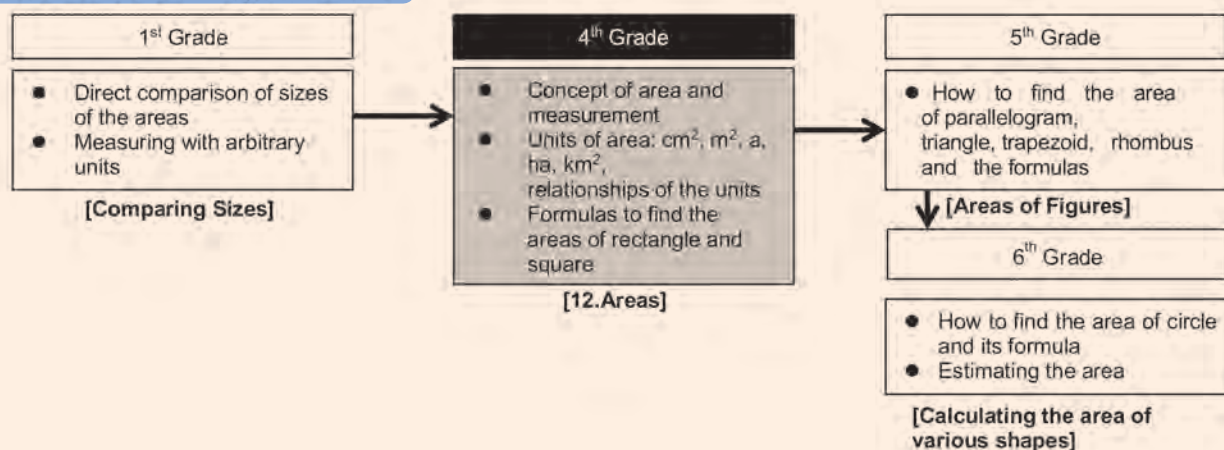 1st Grade
■ Direct comparison of sizes
of the areas
■ Measuring with arbitrary
units
[Comparing Sizes]
4th Grade
● Concept of area and
measurement
● Units of area: cm², m², a,
ha, km²,
relationships of the units
● Formulas to find the
areas of rectangle and
square
[12.Areas]
5th Grade
● How to find the area
of parallelogram,
triangle, trapezoid, rhombus
and the formulas
[Areas of Figures]
6th Grade
● How to find the area of circle
and its formula
● Estimating the area
[Calculating the area of
various shapes]